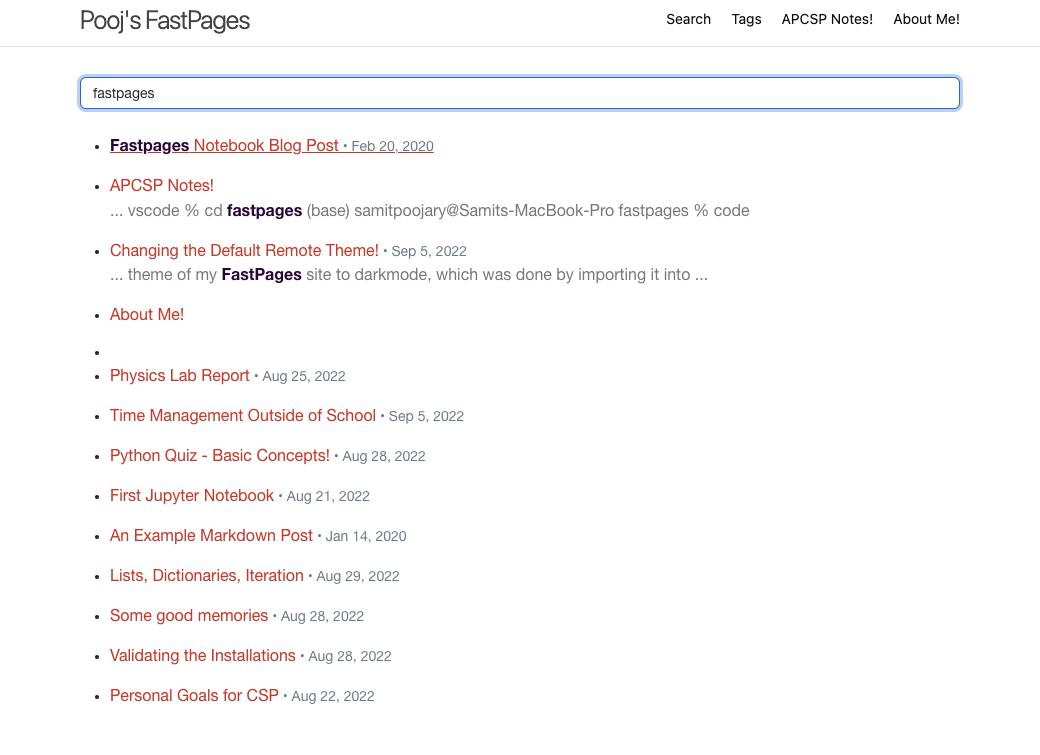 Pooj's FastPages
Search Tags APCSP Notes! About Me!
fastpages
Fastpages Notebook Blog Post • Feb 20, 2020
APCSP Notes!
... vscode % cd fastpages (base) samitpoojary@Samits-MacBook-Pro fastpages % code
Changing the Default Remote Theme! • Sep 5, 2022
... theme of my FastPages site to darkmode, which was done by importing it into ...
About Me!
Physics Lab Report • Aug 25, 2022
Time Management Outside of School • Sep 5, 2022
Python Quiz - Basic Concepts! • Aug 28, 2022
First Jupyter Notebook • Aug 21, 2022
An Example Markdown Post • Jan 14, 2020
Lists, Dictionaries, Iteration • Aug 29, 2022
Some good memories • Aug 28, 2022
Validating the Installations • Aug 28, 2022
Personal Goals for CSP • Aug 22, 2022